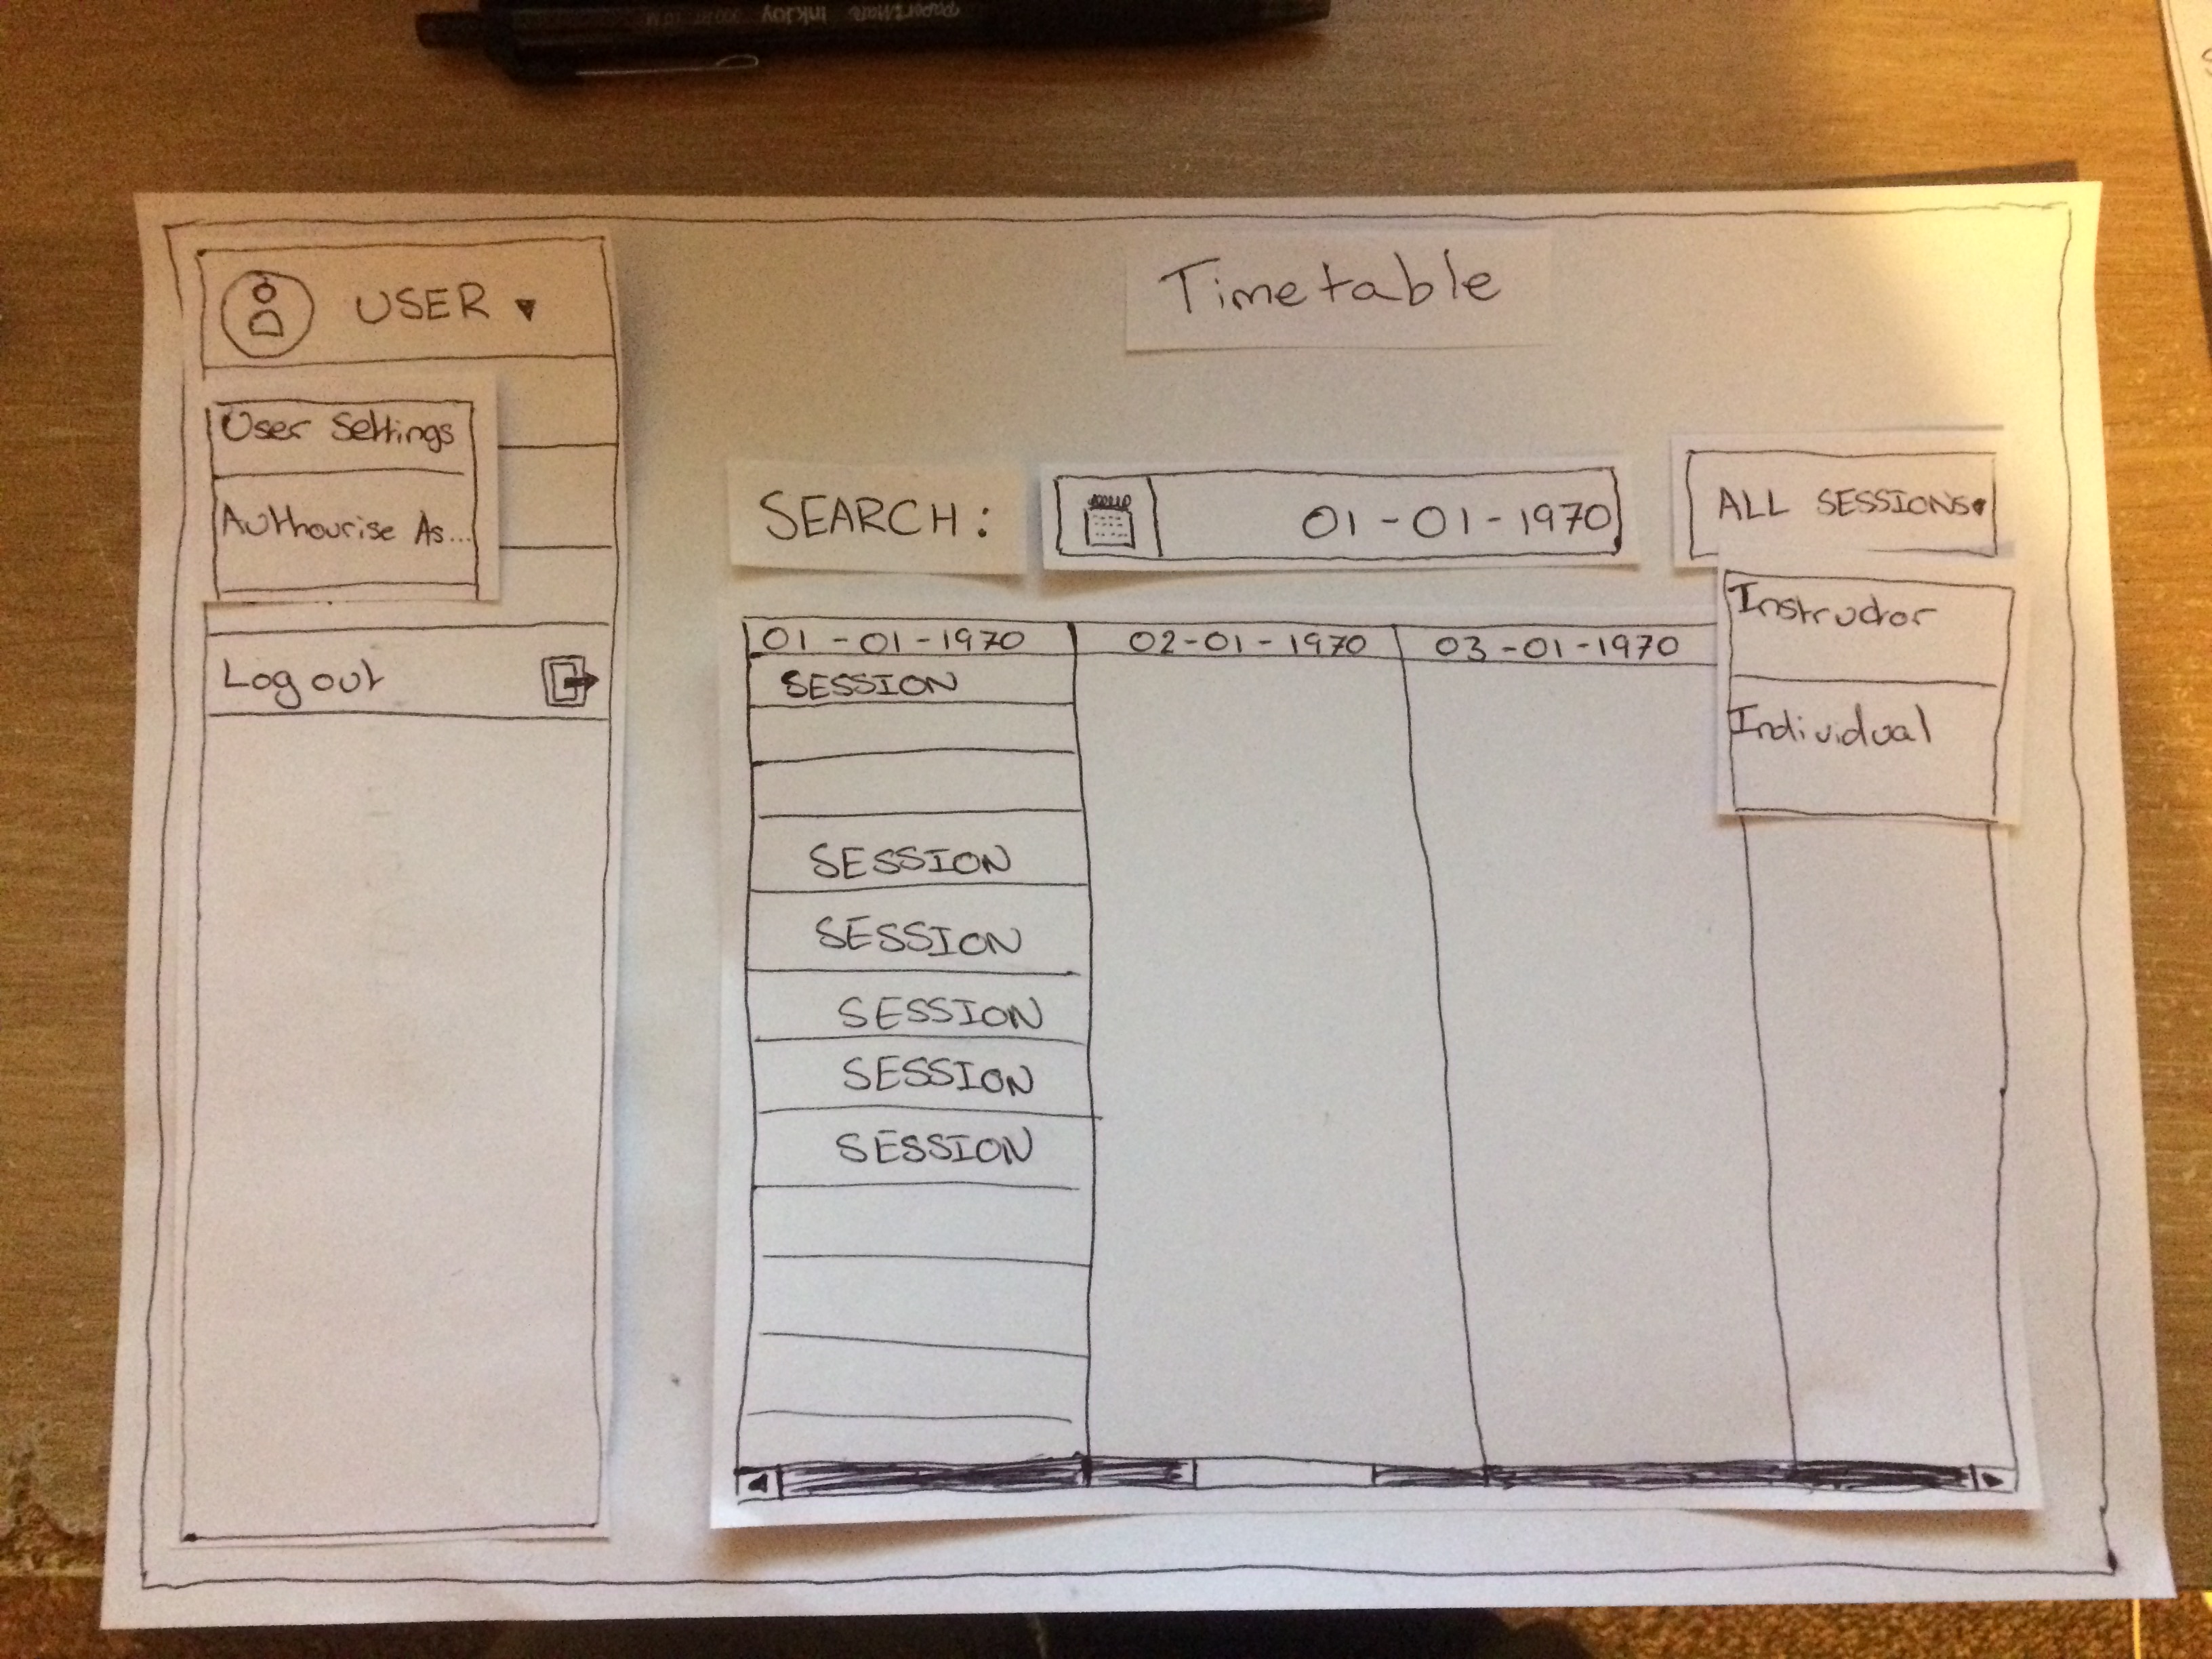 PaperMate InkJoy
Timetable
USER
User Settings
Authourise As...
Log out
SEARCH:
01-01-1970
ALL SESSIONS
Instructor
Individual
01-01-1970
02-01-1970
03-01-1970
SESSION
SESSION
SESSION
SESSION
SESSION
SESSION